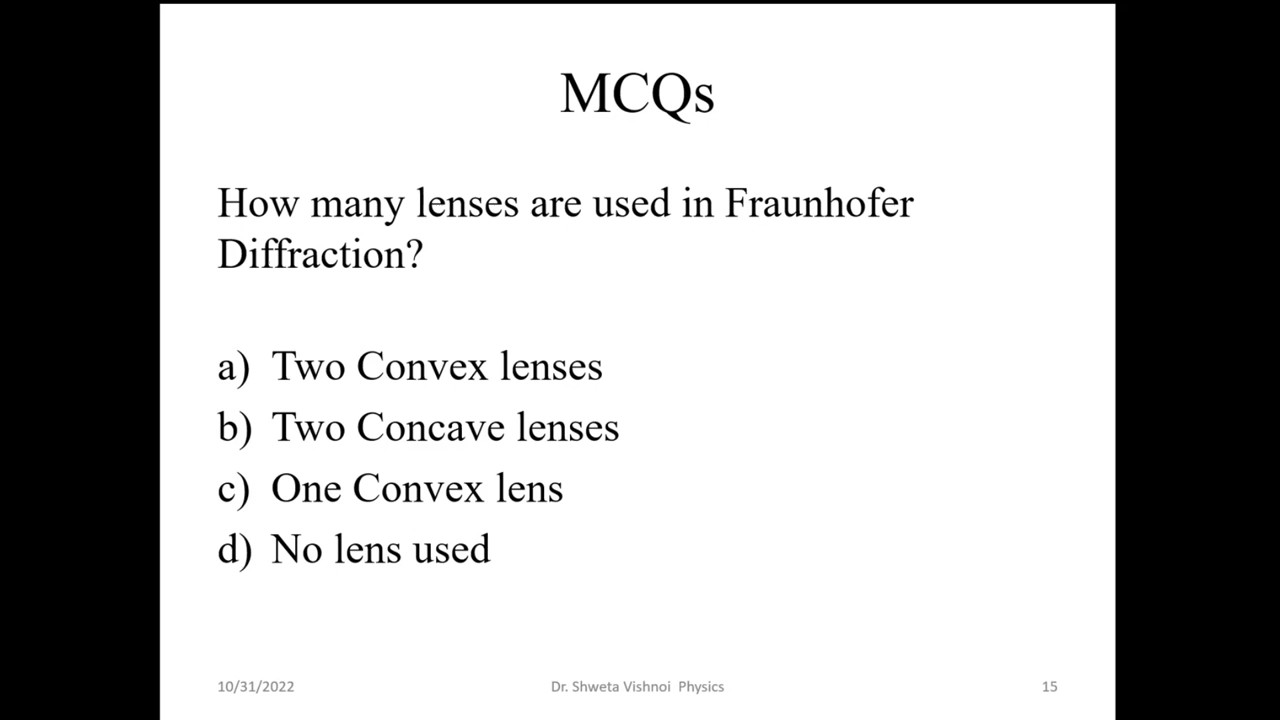 MCQs
How many lenses are used in Fraunhofer
Diffraction?
a) Two Convex lenses
b) Two Concave lenses
c) One Convex lens
d) No lens used
10/31/2022 Dr. Shweta Vishnoi Physics 15